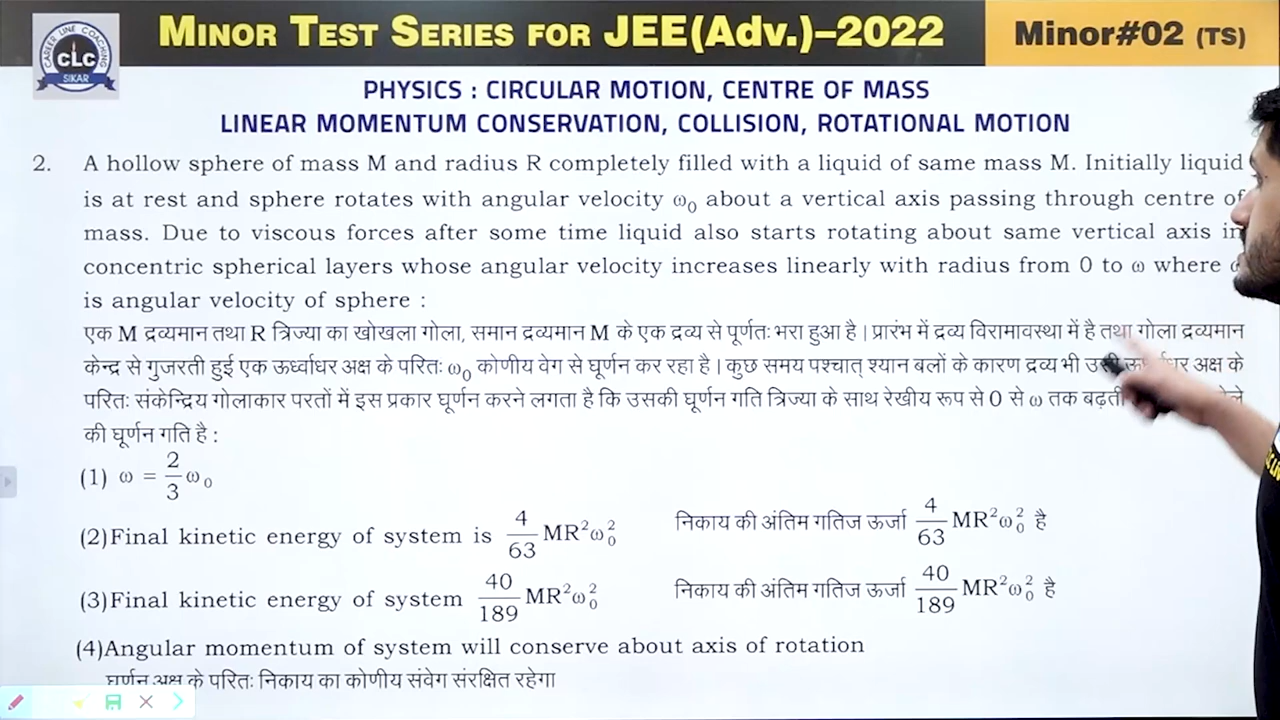 CAREER LINE COACHING
CLC
SIKAR
MINOR TEST SERIES FOR JEE(Adv.)–2022
Minor#02 (TS)
PHYSICS : CIRCULAR MOTION, CENTRE OF MASS
LINEAR MOMENTUM CONSERVATION, COLLISION, ROTATIONAL MOTION
2. A hollow sphere of mass M and radius R completely filled with a liquid of same mass M. Initially liquid
is at rest and sphere rotates with angular velocity ω₀ about a vertical axis passing through centre of
mass. Due to viscous forces after some time liquid also starts rotating about same vertical axis in
concentric spherical layers whose angular velocity increases linearly with radius from 0 to ω where
is angular velocity of sphere :
एक M द्रव्यमान तथा R त्रिज्या का खोखला गोला, समान द्रव्यमान M के एक द्रव्य से पूर्णतः भरा हुआ है। प्रारंभ में द्रव्य विरामावस्था में है तथा गोला द्रव्यमान
केन्द्र से गुजरती हुई एक ऊर्ध्वाधर अक्ष के परितः ω₀ कोणीय वेग से घूर्णन कर रहा है। कुछ समय पश्चात् श्यान बलों के कारण द्रव्य भी अक्ष के
परितः संकेन्द्रिय गोलाकार परतों में इस प्रकार घूर्णन करने लगता है कि उसकी घूर्णन गति त्रिज्या के साथ रेखीय रूप से 0 से ω तक बढ़ती
की घूर्णन गति है :
(1) ω = 2/3 ω₀
(2)Final kinetic energy of system is 4/63 MR²ω₀² निकाय की अंतिम गतिज ऊर्जा 4/63 MR²ω₀² है
(3)Final kinetic energy of system 40/189 MR²ω₀² निकाय की अंतिम गतिज ऊर्जा 40/189 MR²ω₀² है
(4)Angular momentum of system will conserve about axis of rotation
घूर्णन अक्ष के परितः निकाय का कोणीय संवेग संरक्षित रहेगा